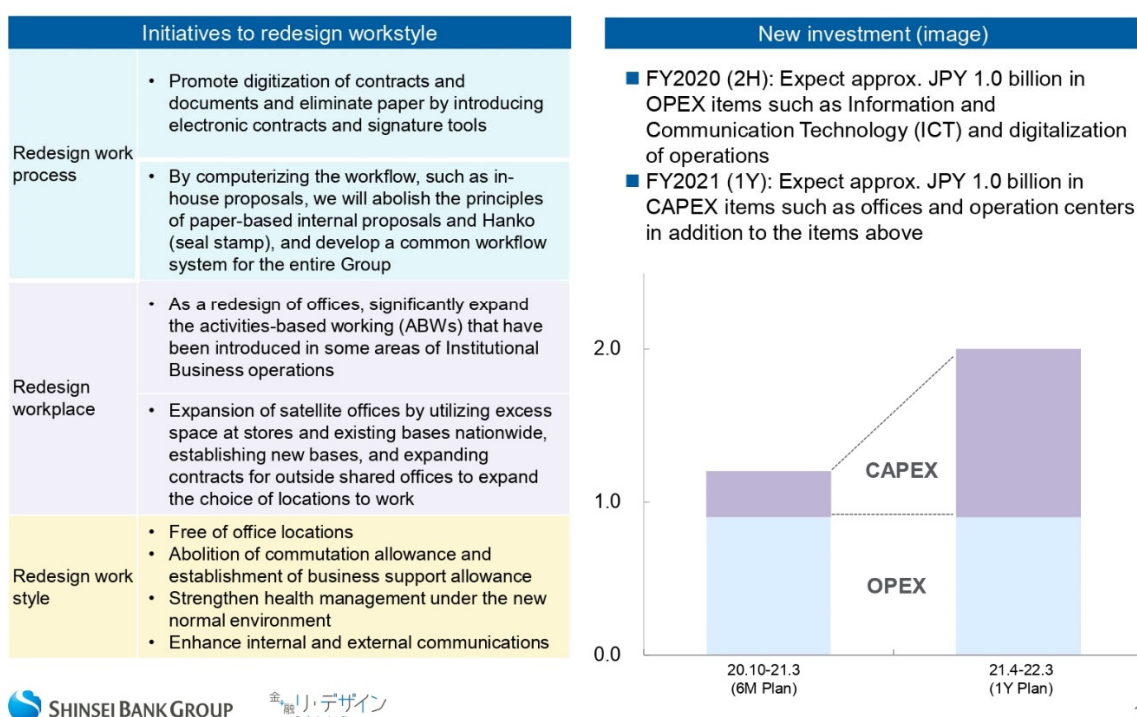 Initiatives to redesign workstyle
Redesign work
process
• Promote digitization of contracts and
documents and eliminate paper by introducing
electronic contracts and signature tools
• By computerizing the workflow, such as in-
house proposals, we will abolish the principles
of paper-based internal proposals and Hanko
(seal stamp), and develop a common workflow
system for the entire Group
Redesign
workplace
• As a redesign of offices, significantly expand
the activities-based working (ABWs) that have
been introduced in some areas of Institutional
Business operations
• Expansion of satellite offices by utilizing excess
space at stores and existing bases nationwide,
establishing new bases, and expanding
contracts for outside shared offices to expand
the choice of locations to work
Redesign work
style
• Free of office locations
• Abolition of commutation allowance and
establishment of business support allowance
• Strengthen health management under the new
normal environment
• Enhance internal and external communications
New investment (image)
■ FY2020 (2H): Expect approx. JPY 1.0 billion in
OPEX items such as Information and
Communication Technology (ICT) and digitalization
of operations
■ FY2021 (1Y): Expect approx. JPY 1.0 billion in
CAPEX items such as offices and operation centers
in addition to the items above
2.0
1.0
0.0
CAPEX
OPEX
20.10-21.3
(6M Plan)
21.4-22.3
(1Y Plan)
SHINSEI BANK GROUP
金融リ・デザイン